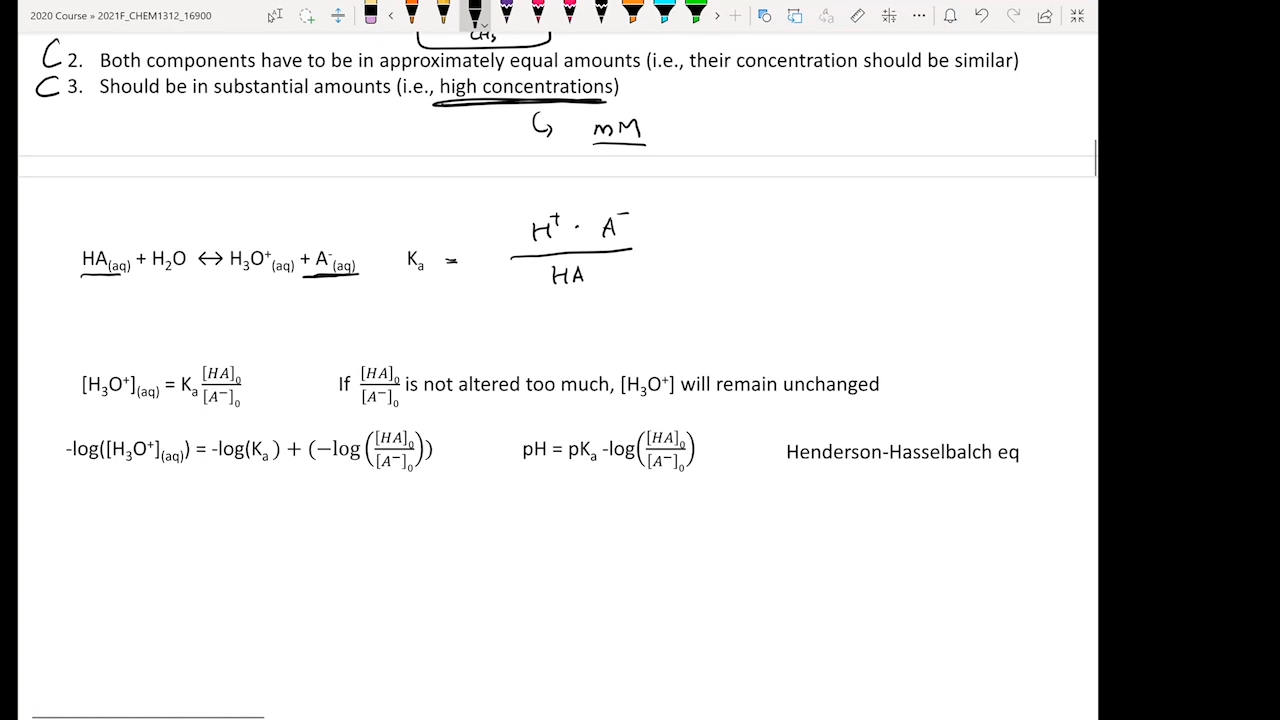 2020 Course » 2021F_CHEM1312_16900
CH₃
C 2. Both components have to be in approximately equal amounts (i.e., their concentration should be similar)
C 3. Should be in substantial amounts (i.e., high concentrations)
↳ mM
H⁺ · A⁻
HA(aq) + H₂O ↔ H₃O⁺(aq) + A⁻(aq) Kₐ =
HA
[H₃O⁺](aq) = Kₐ [HA]₀/[A⁻]₀ If [HA]₀/[A⁻]₀ is not altered too much, [H₃O⁺] will remain unchanged
-log([H₃O⁺](aq)) = -log(Kₐ) + (−log([HA]₀/[A⁻]₀)) pH = pKₐ -log([HA]₀/[A⁻]₀) Henderson-Hasselbalch eq